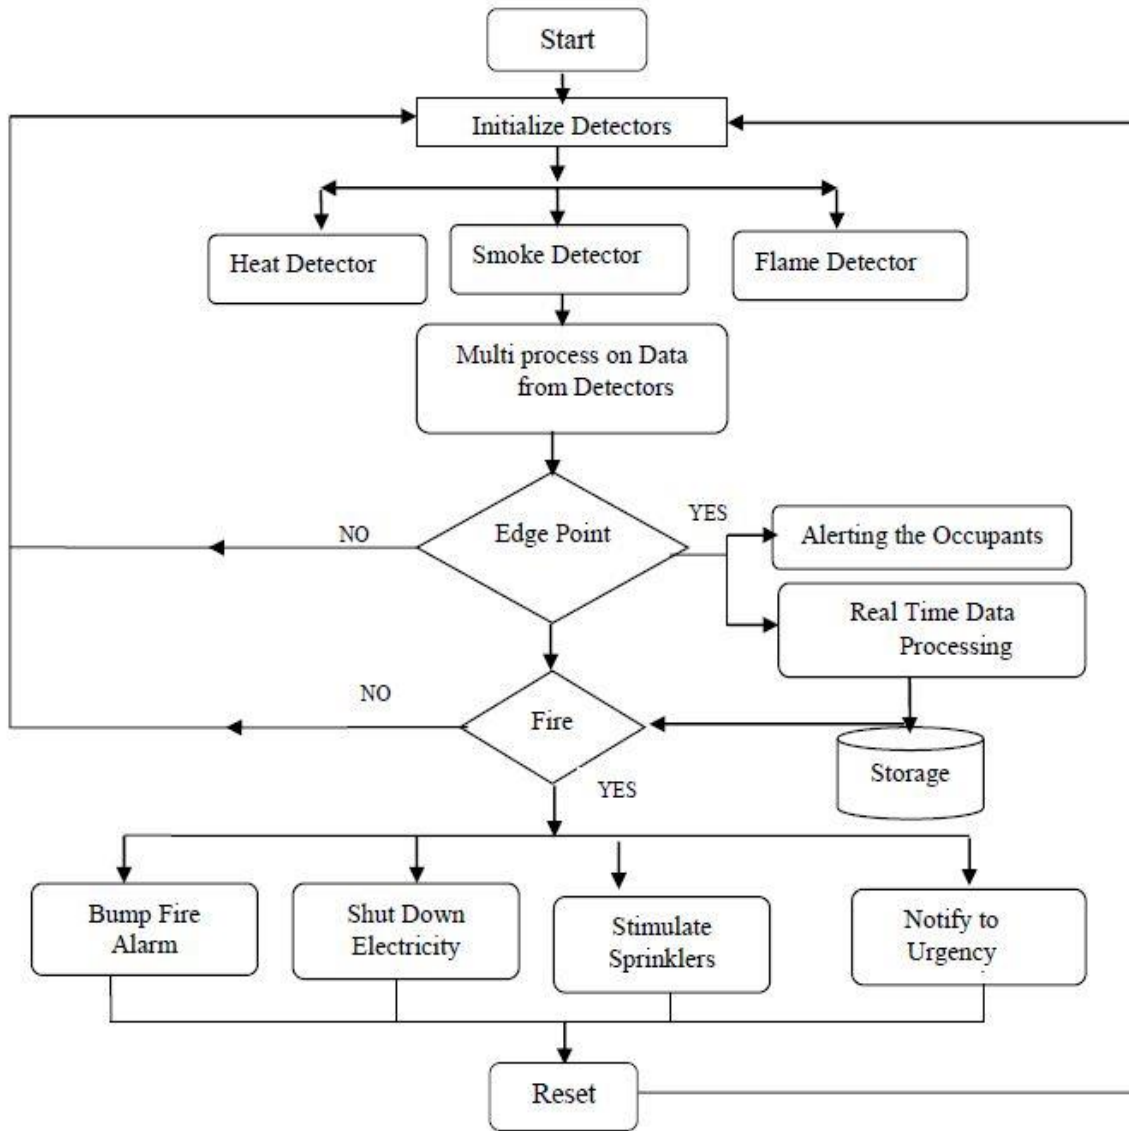 Start
Initialize Detectors
Heat Detector
Smoke Detector
Flame Detector
Multi process on Data
from Detectors
Edge Point
NO
YES
Alerting the Occupants
Real Time Data
Processing
NO
Fire
Storage
YES
Bump Fire
Alarm
Shut Down
Electricity
Stimulate
Sprinklers
Notify to
Urgency
Reset